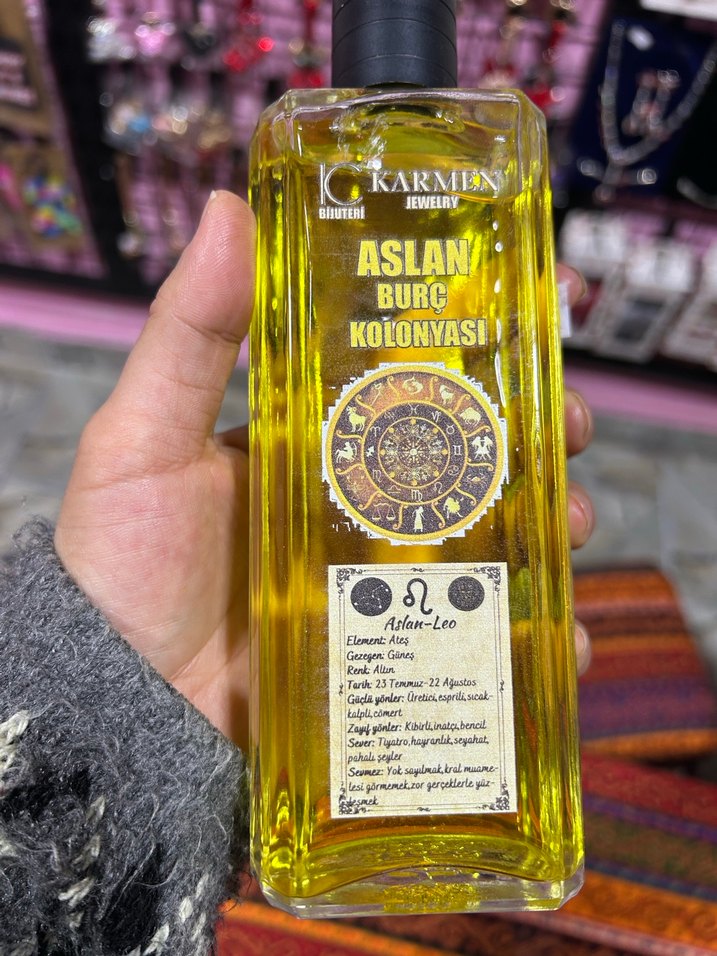 KARMEN
BİJUTERİ JEWELRY
ASLAN
BURÇ
KOLONYASI
Aslan-Leo
Element: Ateş
Gezegen: Güneş
Renk: Altın
Tarih: 23 Temmuz-22 Ağustos
Güçlü yönler: Üretici,esprili,sıcak-
kalpli,cömert
Zayıf yönler: Kibirli,inatçı,bencil
Sever: Tiyatro,hayranlık,seyahat,
pahalı şeyler
Sevmez: Yok sayılmak,kral muame-
lesi görmemek,zor gerçeklerle yüz-
leşmek